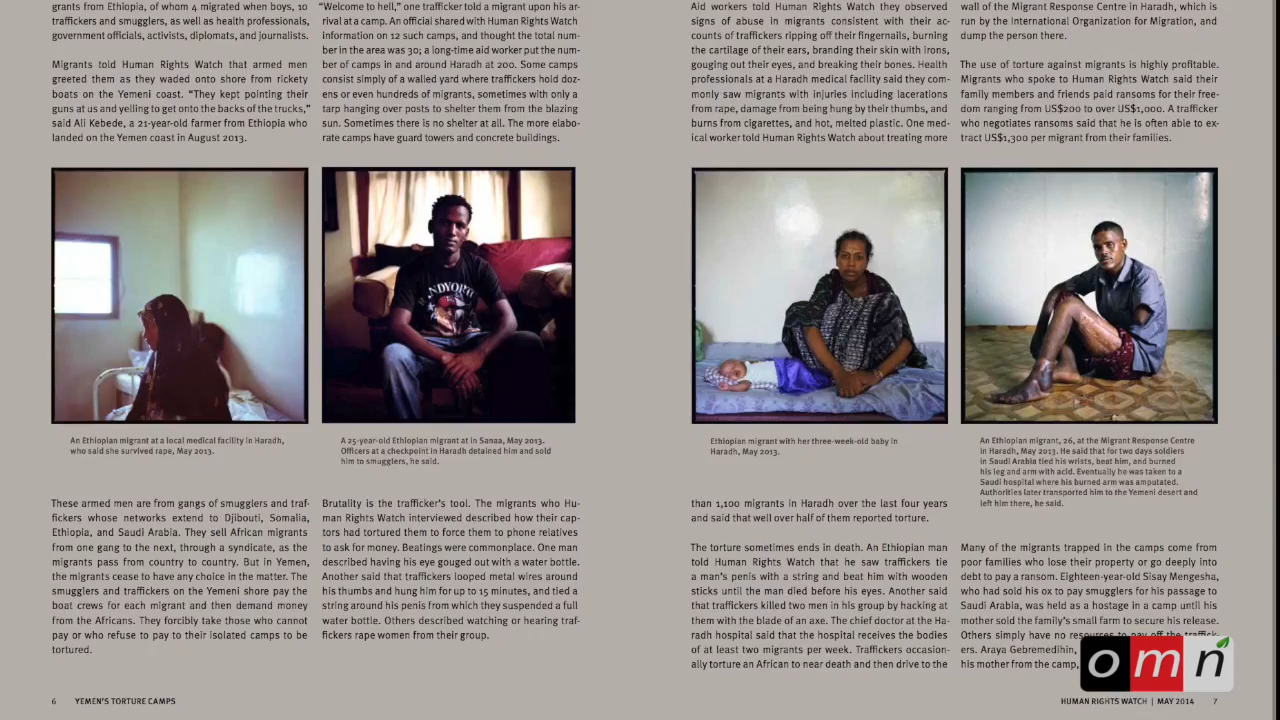 grants from Ethiopia, of whom 4 migrated when boys, 10
traffickers and smugglers, as well as health professionals,
government officials, activists, diplomats, and journalists.
Migrants told Human Rights Watch that armed men
greeted them as they waded onto shore from rickety
boats on the Yemeni coast. “They kept pointing their
guns at us and yelling to get onto the backs of the trucks,”
said Ali Kebede, a 21-year-old farmer from Ethiopia who
landed on the Yemen coast in August 2013.
“Welcome to hell,” one trafficker told a migrant upon his ar-
rival at a camp. An official shared with Human Rights Watch
information on 12 such camps, and thought the total num-
ber in the area was 30; a long-time aid worker put the num-
ber of camps in and around Haradh at 200. Some camps
consist simply of a walled yard where traffickers hold doz-
ens or even hundreds of migrants, sometimes with only a
tarp hanging over posts to shelter them from the blazing
sun. Sometimes there is no shelter at all. The more elabo-
rate camps have guard towers and concrete buildings.
An Ethiopian migrant at a local medical facility in Haradh,
who said she survived rape, May 2013.
A 25-year-old Ethiopian migrant at in Sanaa, May 2013.
Officers at a checkpoint in Haradh detained him and sold
him to smugglers, he said.
These armed men are from gangs of smugglers and traf-
fickers whose networks extend to Djibouti, Somalia,
Ethiopia, and Saudi Arabia. They sell African migrants
from one gang to the next, through a syndicate, as the
migrants pass from country to country. But in Yemen,
the migrants cease to have any choice in the matter. The
smugglers and traffickers on the Yemeni shore pay the
boat crews for each migrant and then demand money
from the Africans. They forcibly take those who cannot
pay or who refuse to pay to their isolated camps to be
tortured.
Brutality is the trafficker’s tool. The migrants who Hu-
man Rights Watch interviewed described how their cap-
tors had tortured them to force them to phone relatives
to ask for money. Beatings were commonplace. One man
described having his eye gouged out with a water bottle.
Another said that traffickers looped metal wires around
his thumbs and hung him for up to 15 minutes, and tied a
string around his penis from which they suspended a full
water bottle. Others described watching or hearing traf-
fickers rape women from their group.
6 YEMEN’S TORTURE CAMPS
Aid workers told Human Rights Watch they observed
signs of abuse in migrants consistent with their ac-
counts of traffickers ripping off their fingernails, burning
the cartilage of their ears, branding their skin with irons,
gouging out their eyes, and breaking their bones. Health
professionals at a Haradh medical facility said they com-
monly saw migrants with injuries including lacerations
from rape, damage from being hung by their thumbs, and
burns from cigarettes, and hot, melted plastic. One med-
ical worker told Human Rights Watch about treating more
wall of the Migrant Response Centre in Haradh, which is
run by the International Organization for Migration, and
dump the person there.
The use of torture against migrants is highly profitable.
Migrants who spoke to Human Rights Watch said their
family members and friends paid ransoms for their free-
dom ranging from US$200 to over US$1,000. A trafficker
who negotiates ransoms said that he is often able to ex-
tract US$1,300 per migrant from their families.
Ethiopian migrant with her three-week-old baby in
Haradh, May 2013.
An Ethiopian migrant, 26, at the Migrant Response Centre
in Haradh, May 2013. He said that for two days soldiers
in Saudi Arabia tied his wrists, beat him, and burned
his leg and arm with acid. Eventually he was taken to a
Saudi hospital where his burned arm was amputated.
Authorities later transported him to the Yemeni desert and
left him there, he said.
than 1,100 migrants in Haradh over the last four years
and said that well over half of them reported torture.
The torture sometimes ends in death. An Ethiopian man
told Human Rights Watch that he saw traffickers tie
a man’s penis with a string and beat him with wooden
sticks until the man died before his eyes. Another said
that traffickers killed two men in his group by hacking at
them with the blade of an axe. The chief doctor at the Ha-
radh hospital said that the hospital receives the bodies
of at least two migrants per week. Traffickers occasion-
ally torture an African to near death and then drive to the
Many of the migrants trapped in the camps come from
poor families who lose their property or go deeply into
debt to pay a ransom. Eighteen-year-old Sisay Mengesha,
who had sold his ox to pay smugglers for his passage to
Saudi Arabia, was held as a hostage in a camp until his
mother sold the family’s small farm to secure his release.
Others simply have no resources to pay off the traffick-
ers. Araya Gebremedihin,
his mother from the camp,
HUMAN RIGHTS WATCH | MAY 2014 7
omn